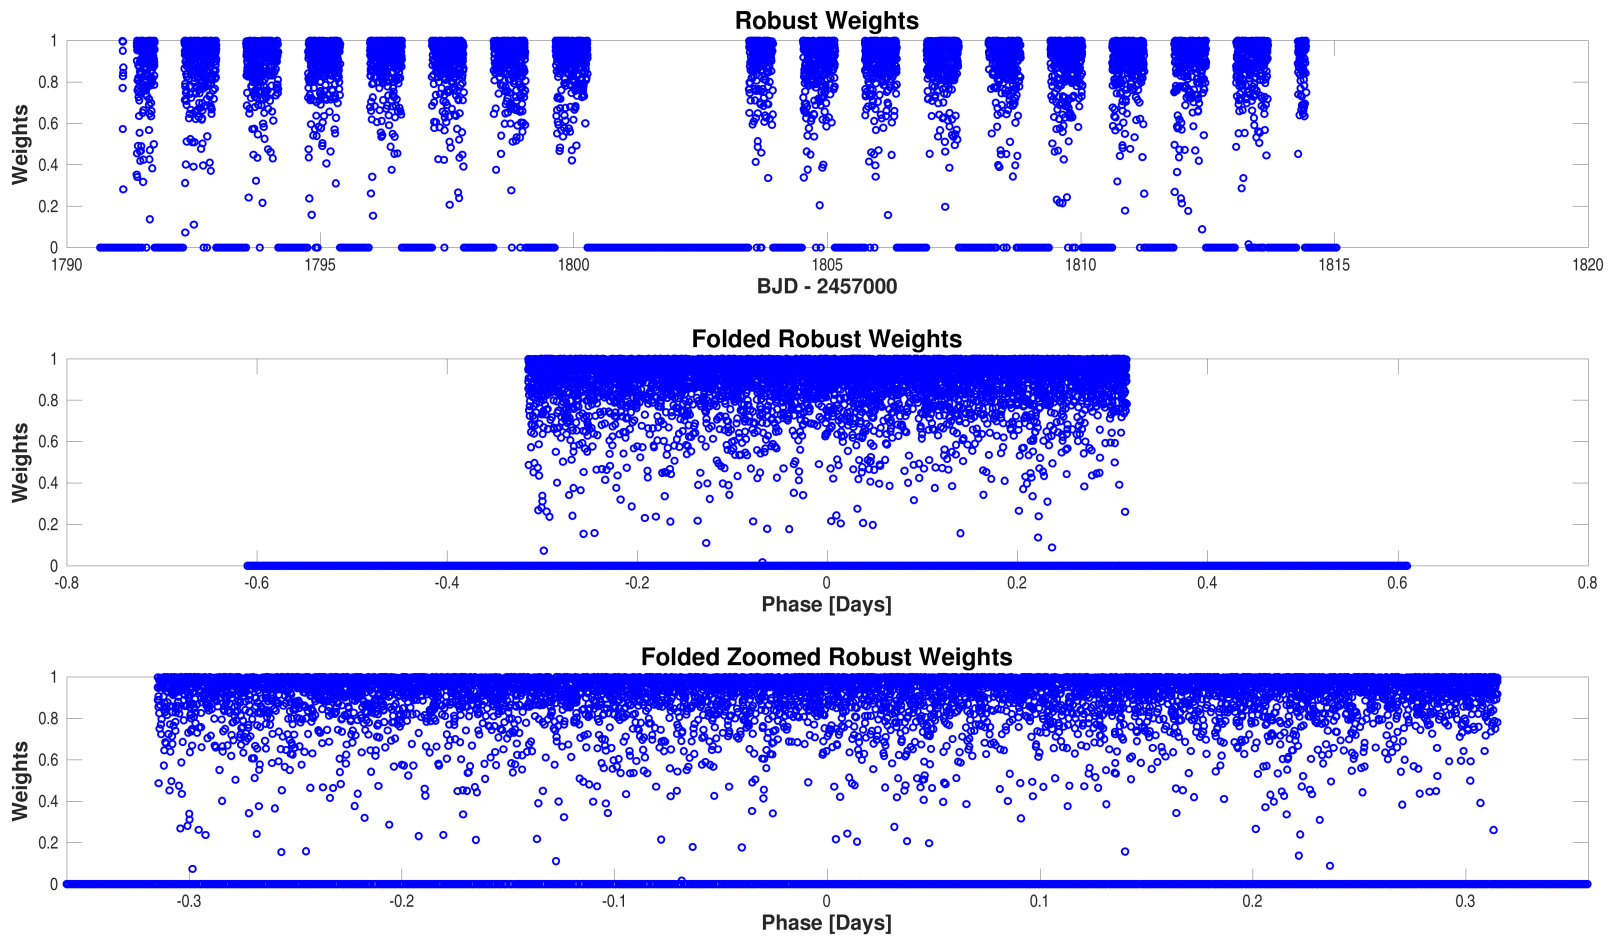 Robust Weights
1
0.8
0.6
0.4
0.2
0
Weights
1790 1795 1800 1805 1810 1815 1820
BJD - 2457000
Folded Robust Weights
1
0.8
0.6
0.4
0.2
0
Weights
-0.8 -0.6 -0.4 -0.2 0 0.2 0.4 0.6 0.8
Phase [Days]
Folded Zoomed Robust Weights
1
0.8
0.6
0.4
0.2
0
Weights
-0.3 -0.2 -0.1 0 0.1 0.2 0.3
Phase [Days]